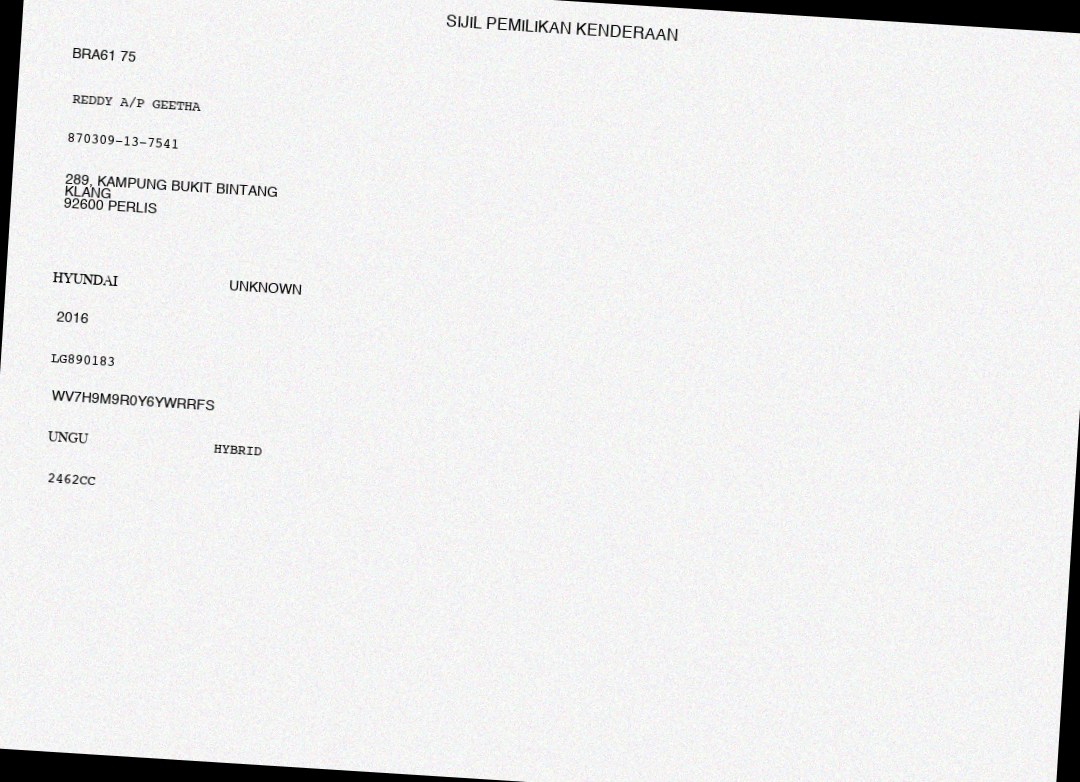 SIJIL PEMILIKAN KENDERAAN
BRA61 75
REDDY A/P GEETHA
870309-13-7541
289, KAMPUNG BUKIT BINTANG
KLANG
92600 PERLIS
HYUNDAI UNKNOWN
2016
LG890183
WV7H9M9R0Y6YWRRFS
UNGU HYBRID
2462CC